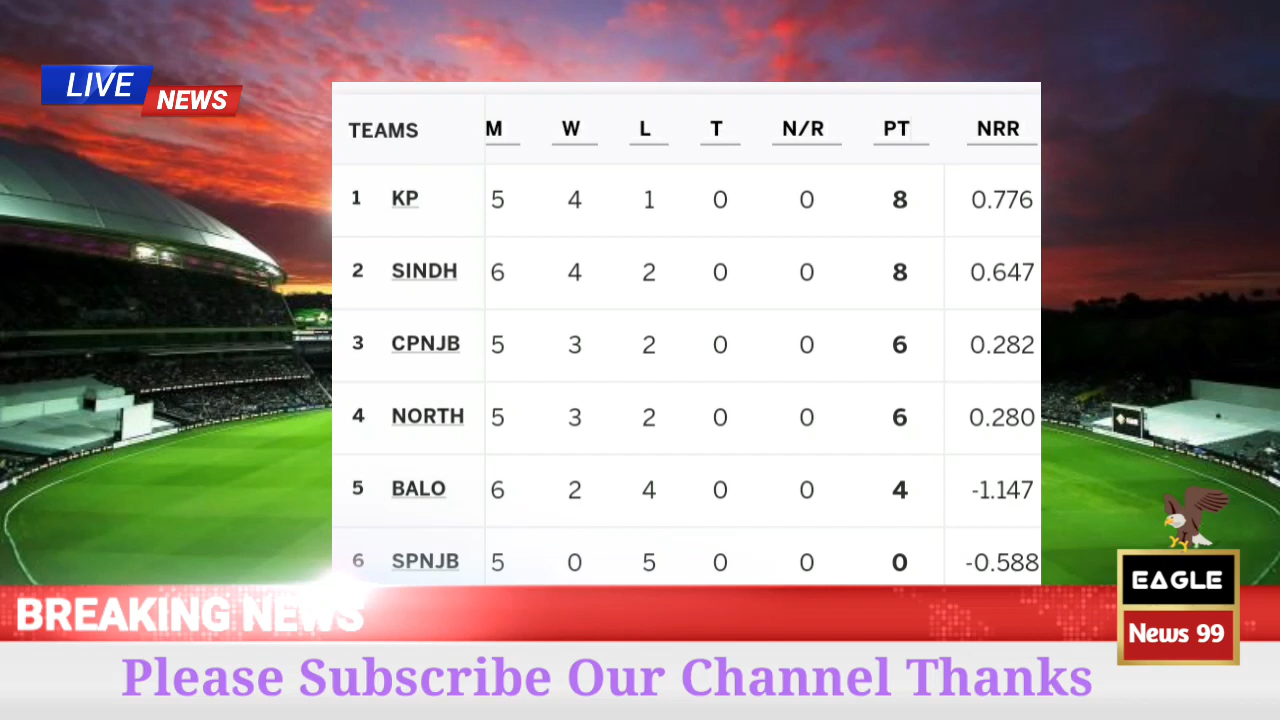 LIVE
NEWS
TEAMS M W L T N/R PT NRR
1 KP 5 4 1 0 0 8 0.776
2 SINDH 6 4 2 0 0 8 0.647
3 CPNJB 5 3 2 0 0 6 0.282
4 NORTH 5 3 2 0 0 6 0.280
5 BALO 6 2 4 0 0 4 -1.147
6 SPNJB 5 0 5 0 0 0 -0.588
BREAKING NEWS
EAGLE
News 99
Please Subscribe Our Channel Thanks